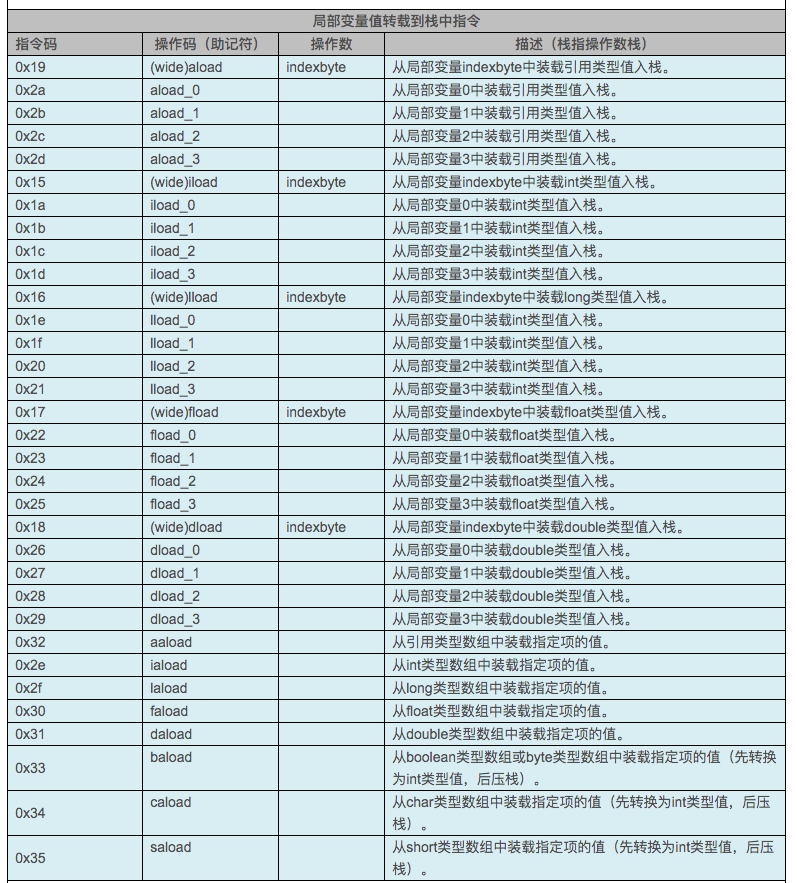 局部变量值转载到栈中指令
指令码 操作码（助记符） 操作数 描述（栈指操作数栈）
0x19 (wide)aload indexbyte 从局部变量indexbyte中装载引用类型值入栈。
0x2a aload_0 从局部变量0中装载引用类型值入栈。
0x2b aload_1 从局部变量1中装载引用类型值入栈。
0x2c aload_2 从局部变量2中装载引用类型值入栈。
0x2d aload_3 从局部变量3中装载引用类型值入栈。
0x15 (wide)iload indexbyte 从局部变量indexbyte中装载int类型值入栈。
0x1a iload_0 从局部变量0中装载int类型值入栈。
0x1b iload_1 从局部变量1中装载int类型值入栈。
0x1c iload_2 从局部变量2中装载int类型值入栈。
0x1d iload_3 从局部变量3中装载int类型值入栈。
0x16 (wide)lload indexbyte 从局部变量indexbyte中装载long类型值入栈。
0x1e lload_0 从局部变量0中装载int类型值入栈。
0x1f lload_1 从局部变量1中装载int类型值入栈。
0x20 lload_2 从局部变量2中装载int类型值入栈。
0x21 lload_3 从局部变量3中装载int类型值入栈。
0x17 (wide)fload indexbyte 从局部变量indexbyte中装载float类型值入栈。
0x22 fload_0 从局部变量0中装载float类型值入栈。
0x23 fload_1 从局部变量1中装载float类型值入栈。
0x24 fload_2 从局部变量2中装载float类型值入栈。
0x25 fload_3 从局部变量3中装载float类型值入栈。
0x18 (wide)dload indexbyte 从局部变量indexbyte中装载double类型值入栈。
0x26 dload_0 从局部变量0中装载double类型值入栈。
0x27 dload_1 从局部变量1中装载double类型值入栈。
0x28 dload_2 从局部变量2中装载double类型值入栈。
0x29 dload_3 从局部变量3中装载double类型值入栈。
0x32 aaload 从引用类型数组中装载指定项的值。
0x2e iaload 从int类型数组中装载指定项的值。
0x2f laload 从long类型数组中装载指定项的值。
0x30 faload 从float类型数组中装载指定项的值。
0x31 daload 从double类型数组中装载指定项的值。
0x33 baload 从boolean类型数组或byte类型数组中装载指定项的值（先转换
为int类型值，后压栈）。
0x34 caload 从char类型数组中装载指定项的值（先转换为int类型值，后压
栈）。
0x35 saload 从short类型数组中装载指定项的值（先转换为int类型值，后压
栈）。